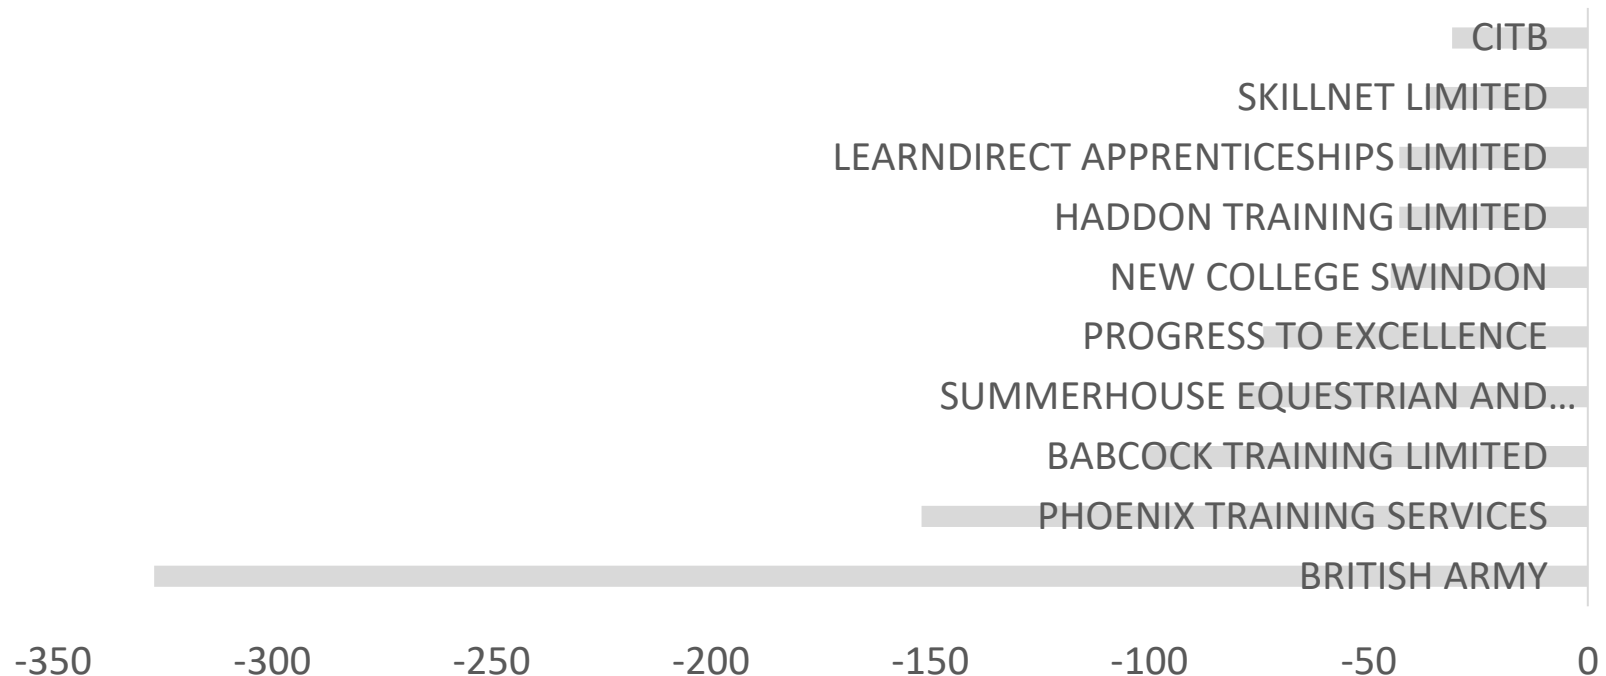 CITB
SKILLNET LIMITED
LEARNDIRECT APPRENTICESHIPS LIMITED
HADDON TRAINING LIMITED
NEW COLLEGE SWINDON
PROGRESS TO EXCELLENCE
SUMMERHOUSE EQUESTRIAN AND...
BABCOCK TRAINING LIMITED
PHOENIX TRAINING SERVICES
BRITISH ARMY
-350 -300 -250 -200 -150 -100 -50 0